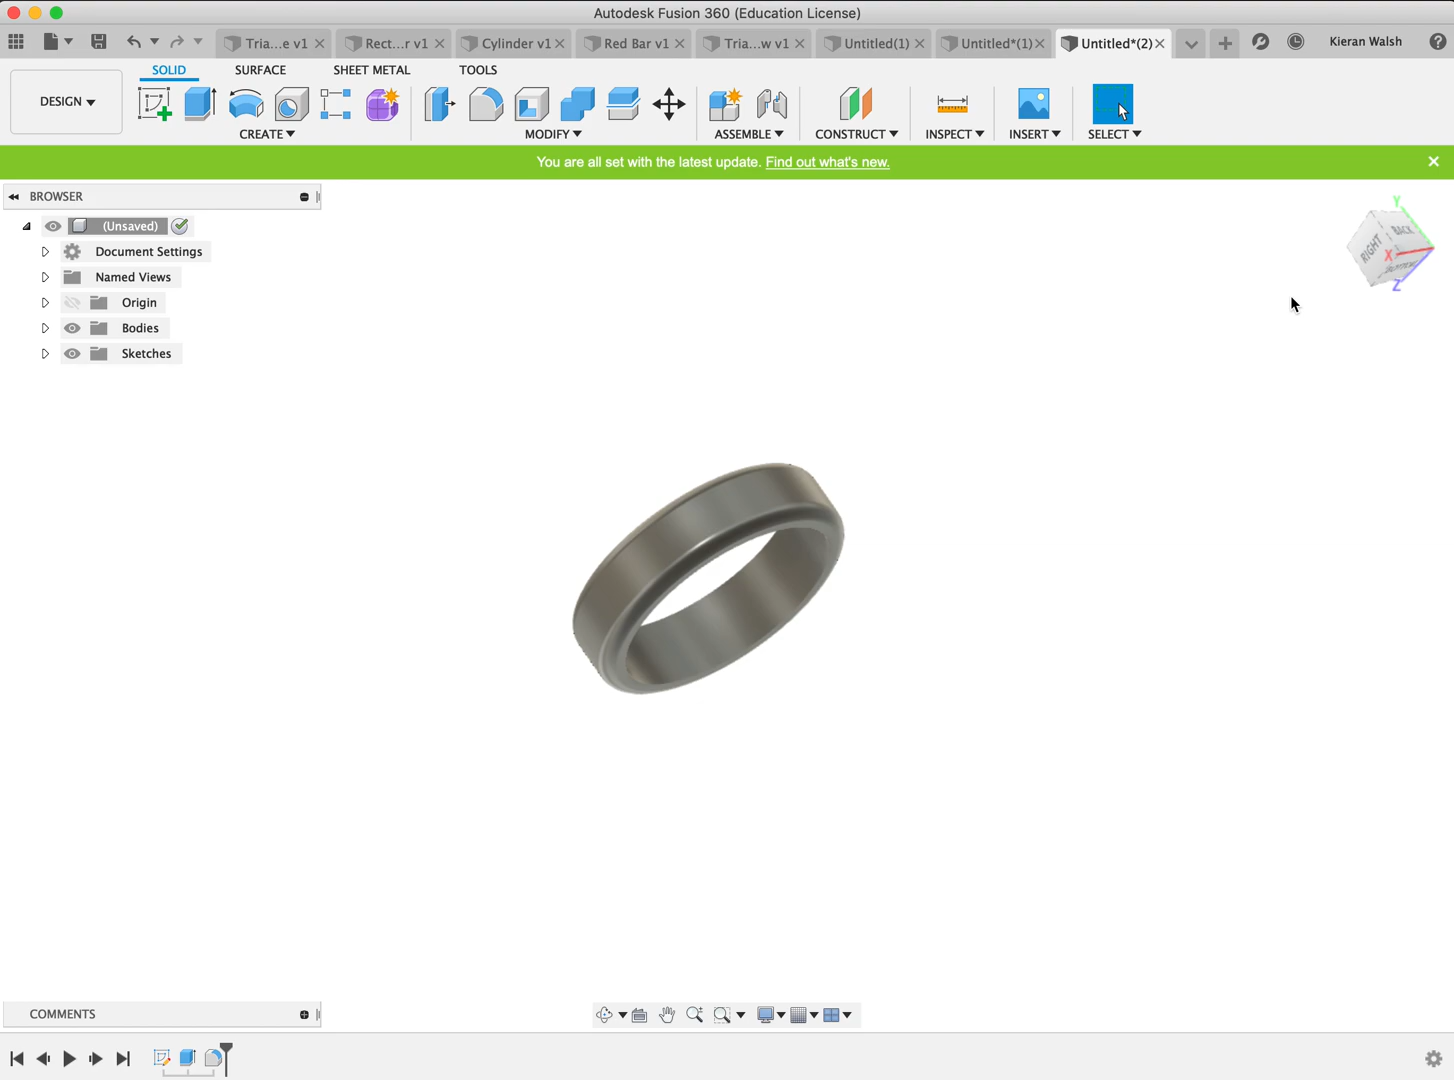 Autodesk Fusion 360 (Education License)
Tria...e v1 Rect...r v1 Cylinder v1 Red Bar v1 Tria...w v1 Untitled(1) Untitled*(1) Untitled*(2) Kieran Walsh
SOLID SURFACE SHEET METAL TOOLS
DESIGN
CREATE MODIFY ASSEMBLE CONSTRUCT INSPECT INSERT SELECT
You are all set with the latest update. Find out what's new.
BROWSER
(Unsaved)
Document Settings
Named Views
Origin
Bodies
Sketches
Y
RIGHT BACK
X
Z
COMMENTS